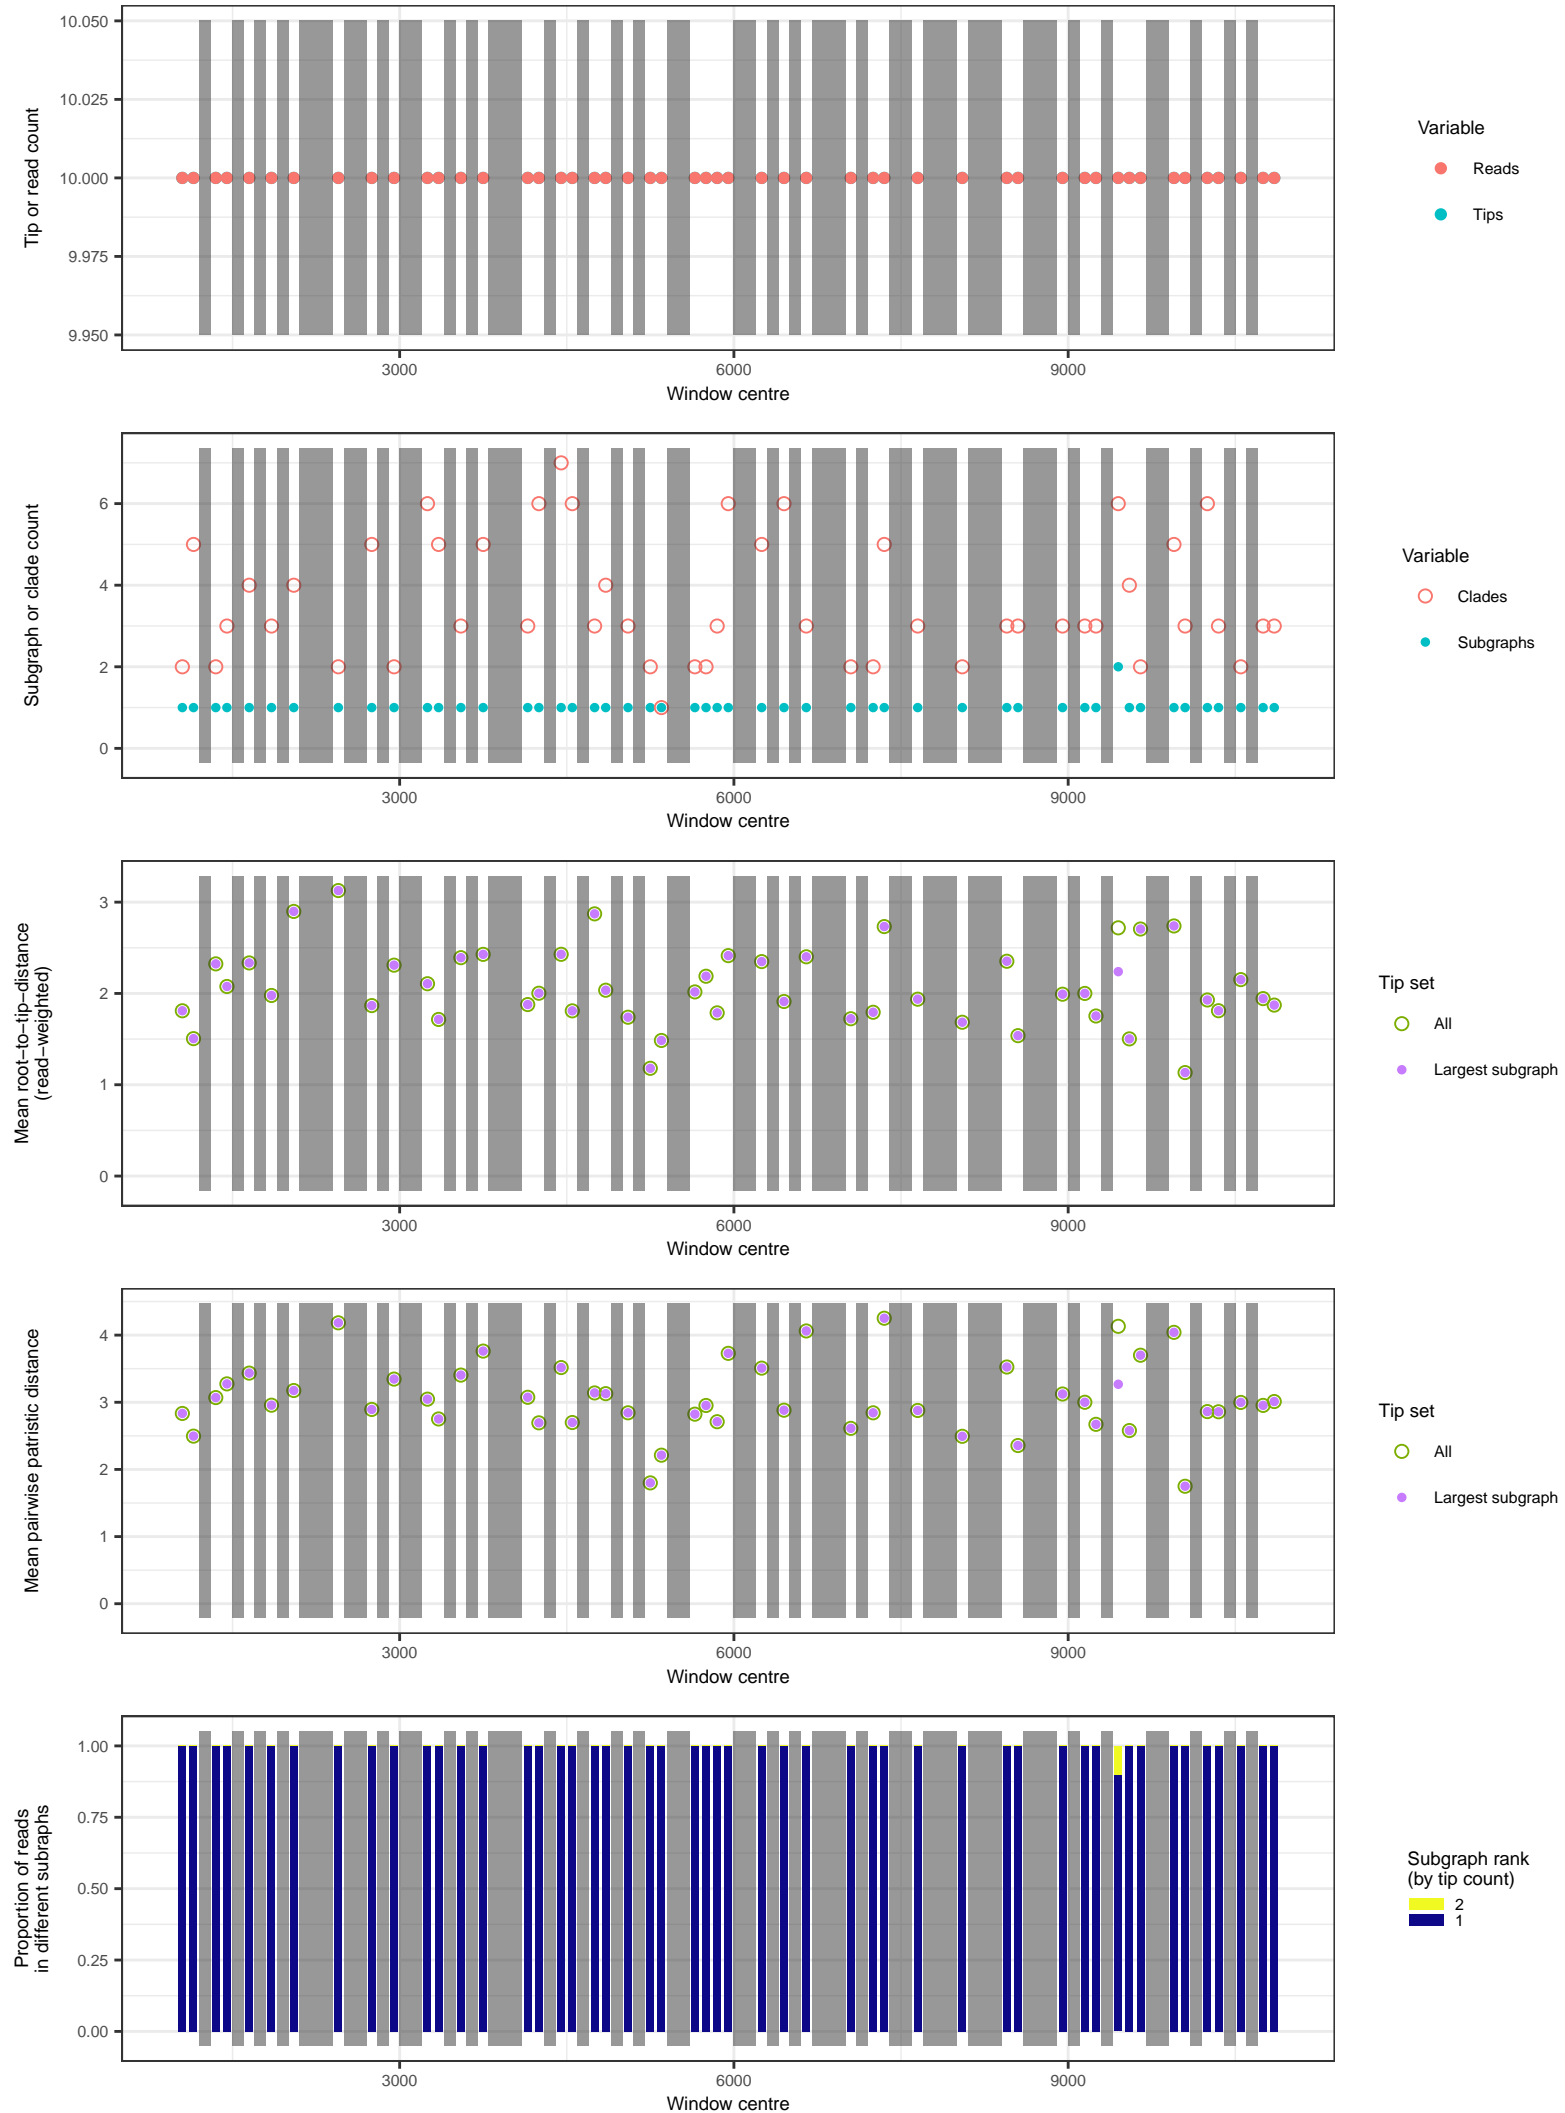 10.050
10.025
10.000
9.975
9.950
Tip or read count
3000
6000
9000
Window centre
Variable
Reads
Tips
6
4
2
0
Subgraph or clade count
3000
6000
9000
Window centre
Variable
Clades
Subgraphs
3
2
1
0
Mean root−to−tip−distance
(read−weighted)
3000
6000
9000
Window centre
Tip set
All
Largest subgraph
4
3
2
1
0
Mean pairwise patristic distance
3000
6000
9000
Window centre
Tip set
All
Largest subgraph
1.00
0.75
0.50
0.25
0.00
Proportion of reads
in different subraphs
3000
6000
9000
Window centre
Subgraph rank
(by tip count)
2
1